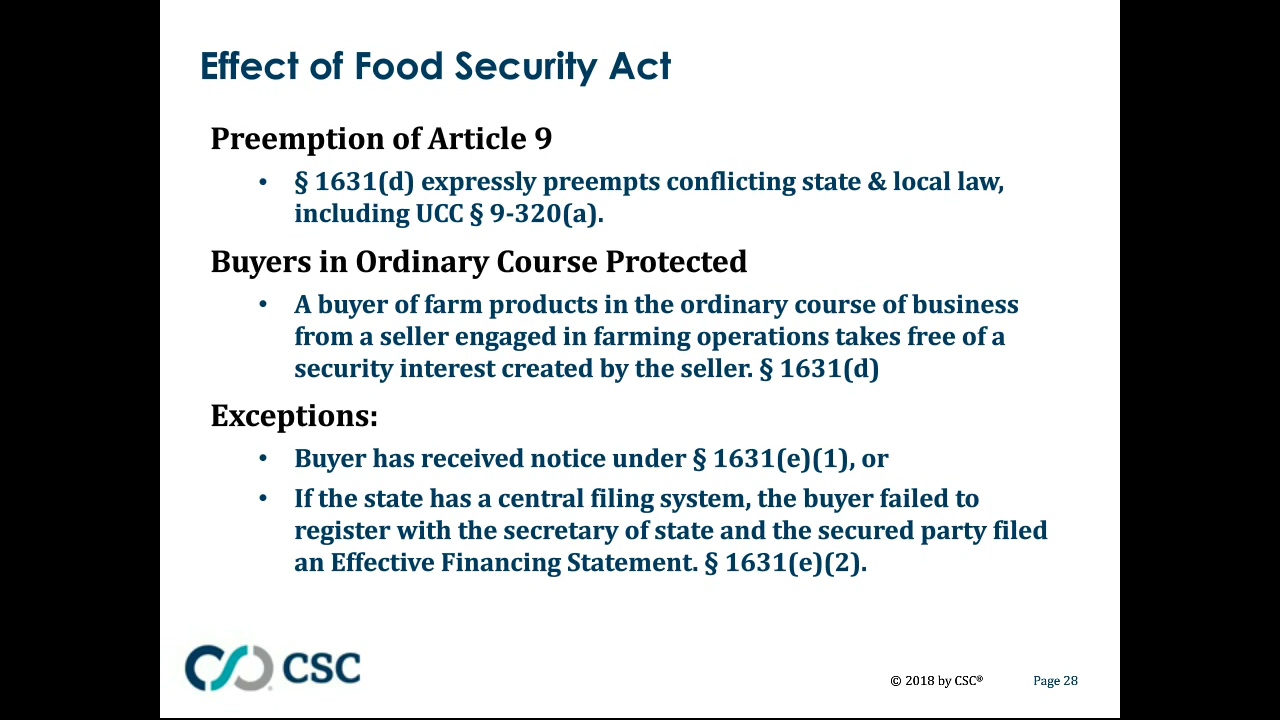 Effect of Food Security Act
Preemption of Article 9
• § 1631(d) expressly preempts conflicting state & local law,
including UCC § 9-320(a).
Buyers in Ordinary Course Protected
• A buyer of farm products in the ordinary course of business
from a seller engaged in farming operations takes free of a
security interest created by the seller. § 1631(d)
Exceptions:
• Buyer has received notice under § 1631(e)(1), or
• If the state has a central filing system, the buyer failed to
register with the secretary of state and the secured party filed
an Effective Financing Statement. § 1631(e)(2).
CSC
© 2018 by CSC® Page 28